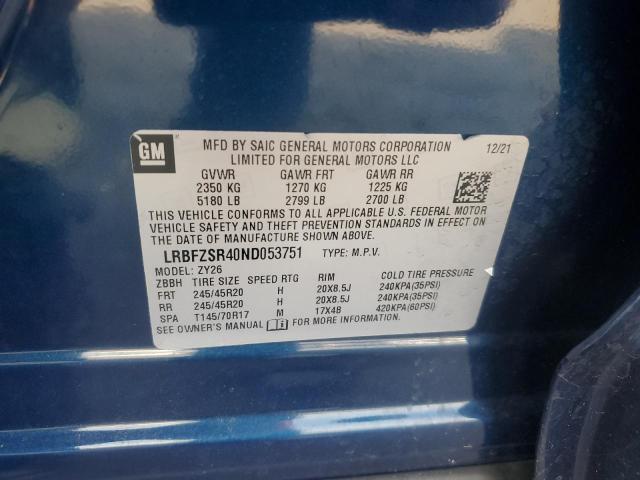 GM
MFD BY SAIC GENERAL MOTORS CORPORATION 12/21
LIMITED FOR GENERAL MOTORS LLC
GVWR GAWR FRT GAWR RR
2350 KG 1270 KG 1225 KG
5180 LB 2799 LB 2700 LB
THIS VEHICLE CONFORMS TO ALL APPLICABLE U.S. FEDERAL MOTOR
VEHICLE SAFETY AND THEFT PREVENTION STANDARDS IN EFFECT ON
THE DATE OF MANUFACTURE SHOWN ABOVE.
LRBFZSR40ND053751 TYPE: M.P.V.
MODEL: ZY26
ZBBH TIRE SIZE SPEED RTG RIM COLD TIRE PRESSURE
FRT 245/45R20 H 20X8.5J 240KPA(35PSI)
RR 245/45R20 H 20X8.5J 240KPA(35PSI)
SPA T145/70R17 M 17X4B 420KPA(60PSI)
SEE OWNER'S MANUAL i FOR MORE INFORMATION.